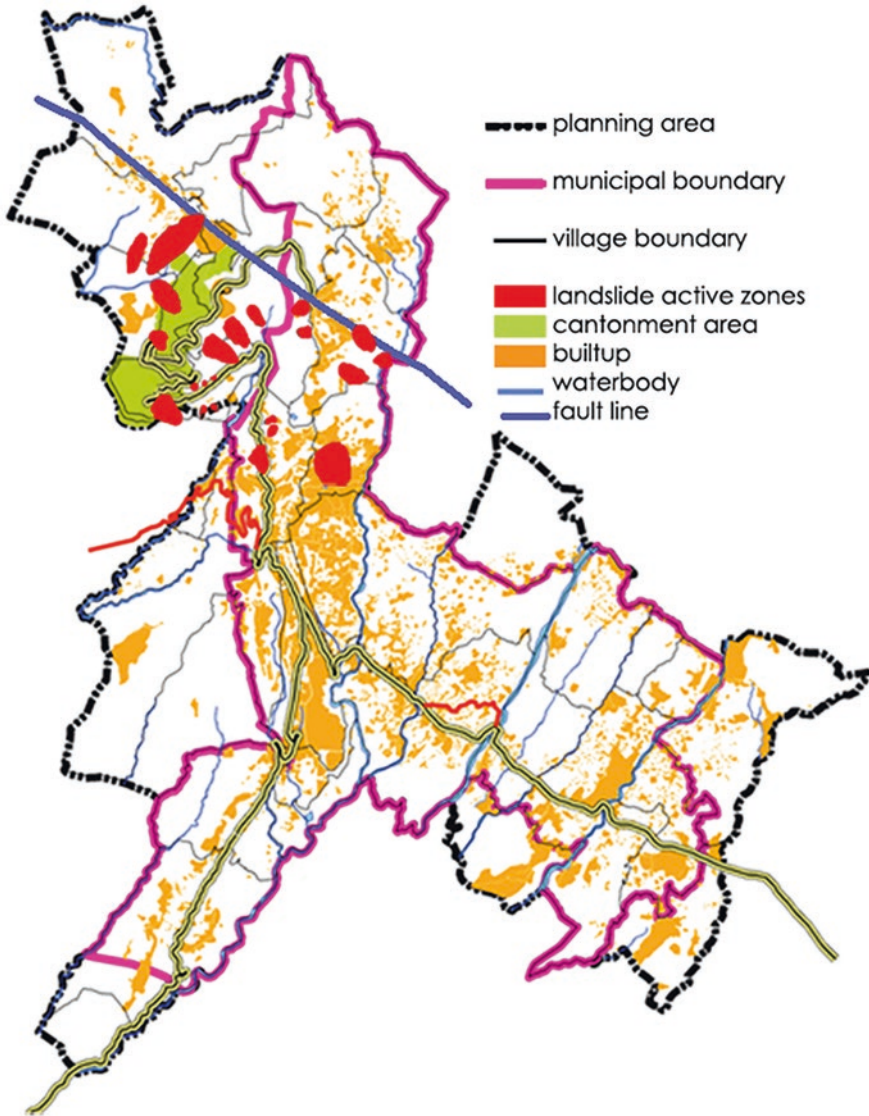 planning area
municipal boundary
village boundary
landslide active zones
cantonment area
builtup
waterbody
fault line